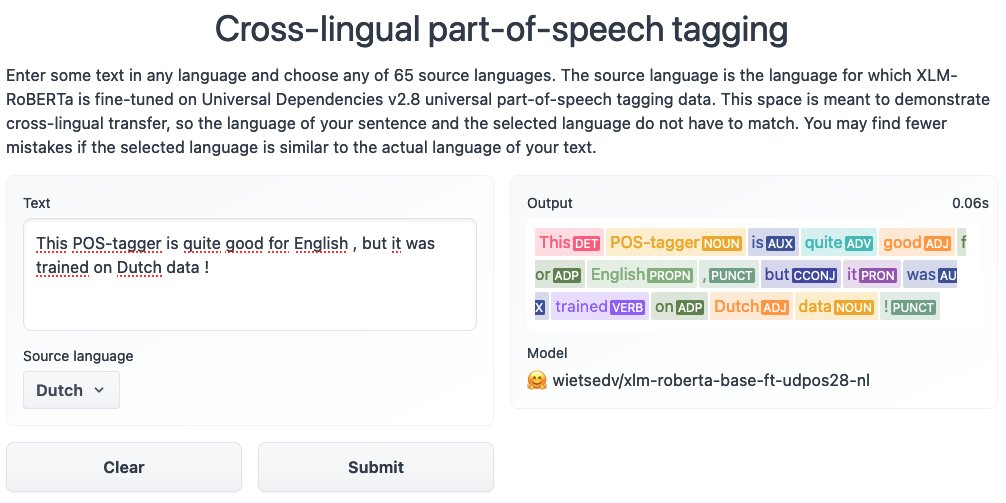 Cross-lingual part-of-speech tagging
Enter some text in any language and choose any of 65 source languages. The source language is the language for which XLM-
RoBERTa is fine-tuned on Universal Dependencies v2.8 universal part-of-speech tagging data. This space is meant to demonstrate
cross-lingual transfer, so the language of your sentence and the selected language do not have to match. You may find fewer
mistakes if the selected language is similar to the actual language of your text.
Text
This POS-tagger is quite good for English , but it was
trained on Dutch data !
Source language
Dutch
Clear
Submit
Output 0.06s
This DET POS-tagger NOUN is AUX quite ADV good ADJ f
or ADP English PROPN , PUNCT but CCONJ it PRON was AU
X trained VERB on ADP Dutch ADJ data NOUN ! PUNCT
Model
🤗 wietsedv/xlm-roberta-base-ft-udpos28-nl